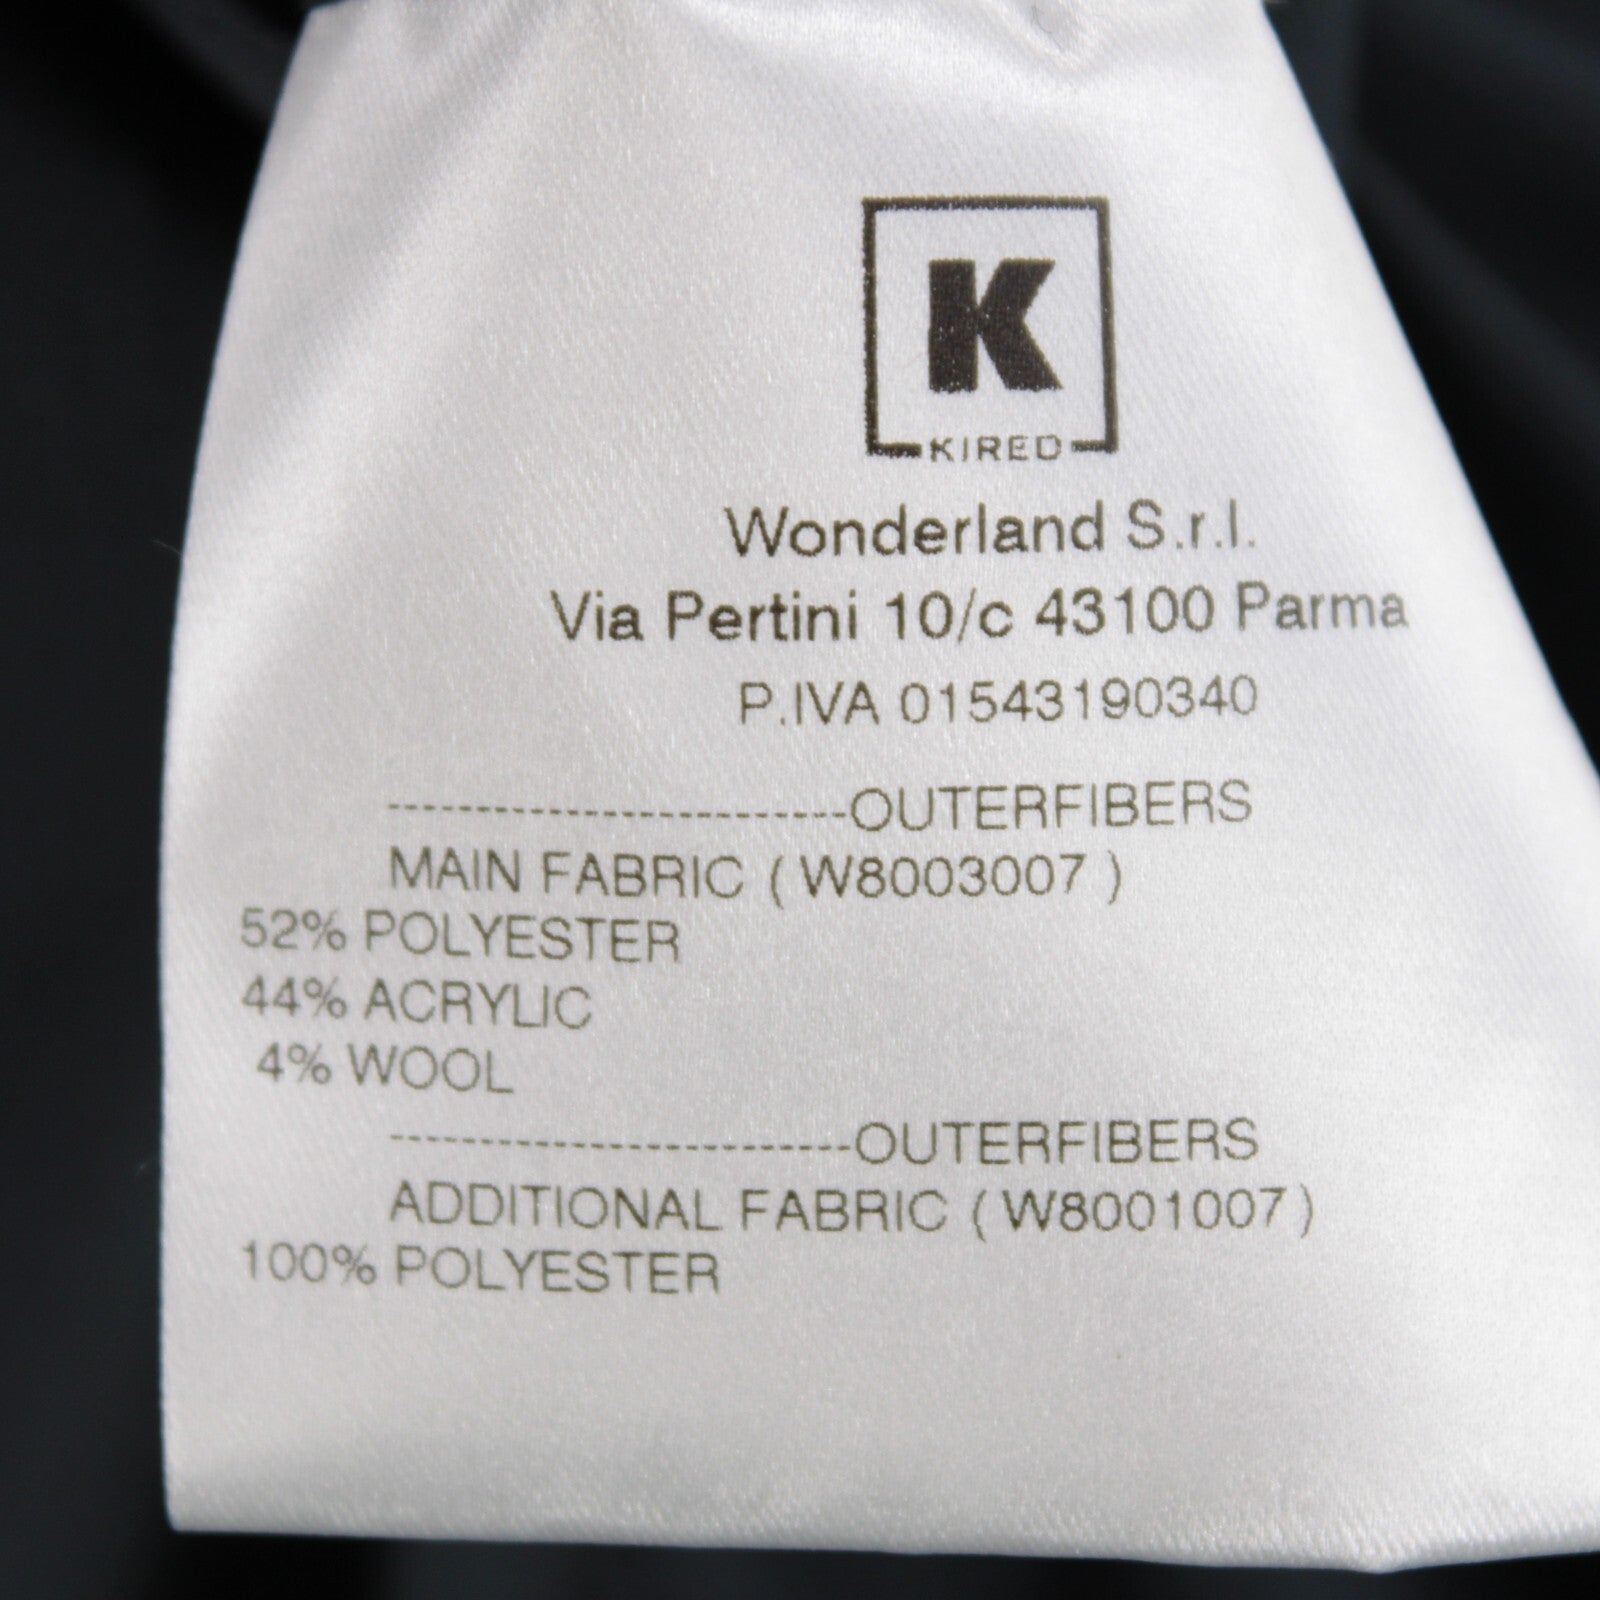 K
KIRED
Wonderland S.r.l.
Via Pertini 10/c 43100 Parma
P.IVA 01543190340
-------------------------OUTERFIBERS
MAIN FABRIC ( W8003007 )
52% POLYESTER
44% ACRYLIC
4% WOOL
-------------------------OUTERFIBERS
ADDITIONAL FABRIC ( W8001007 )
100% POLYESTER